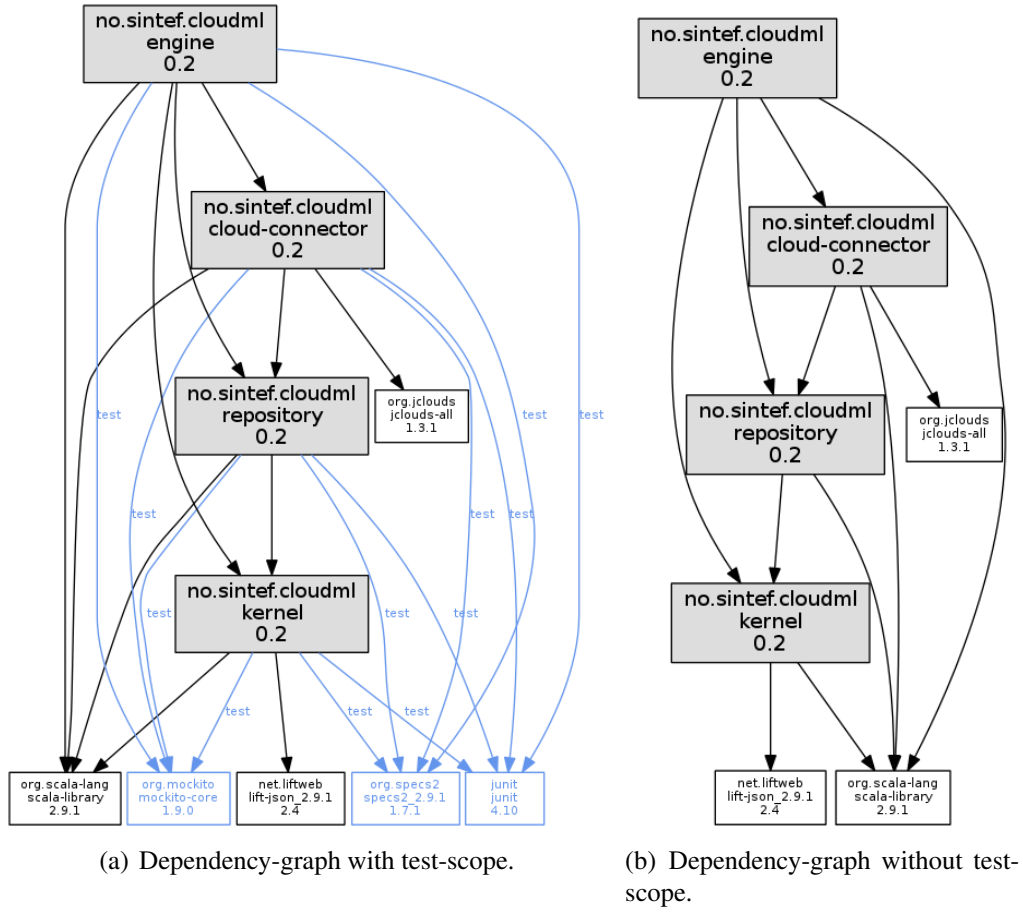 no.sintef.cloudml
engine
0.2
no.sintef.cloudml
cloud-connector
0.2
no.sintef.cloudml
repository
0.2
org.jclouds
jclouds-all
1.3.1
test
test
test
test
test
test
no.sintef.cloudml
kernel
0.2
test
test
test
test
test
test
org.scala-lang
scala-library
2.9.1
org.mockito
mockito-core
1.9.0
net.liftweb
lift-json_2.9.1
2.4
org.specs2
specs2_2.9.1
1.7.1
junit
junit
4.10
(a) Dependency-graph with test-scope.
no.sintef.cloudml
engine
0.2
no.sintef.cloudml
cloud-connector
0.2
no.sintef.cloudml
repository
0.2
org.jclouds
jclouds-all
1.3.1
no.sintef.cloudml
kernel
0.2
net.liftweb
lift-json_2.9.1
2.4
org.scala-lang
scala-library
2.9.1
(b) Dependency-graph without test-
scope.